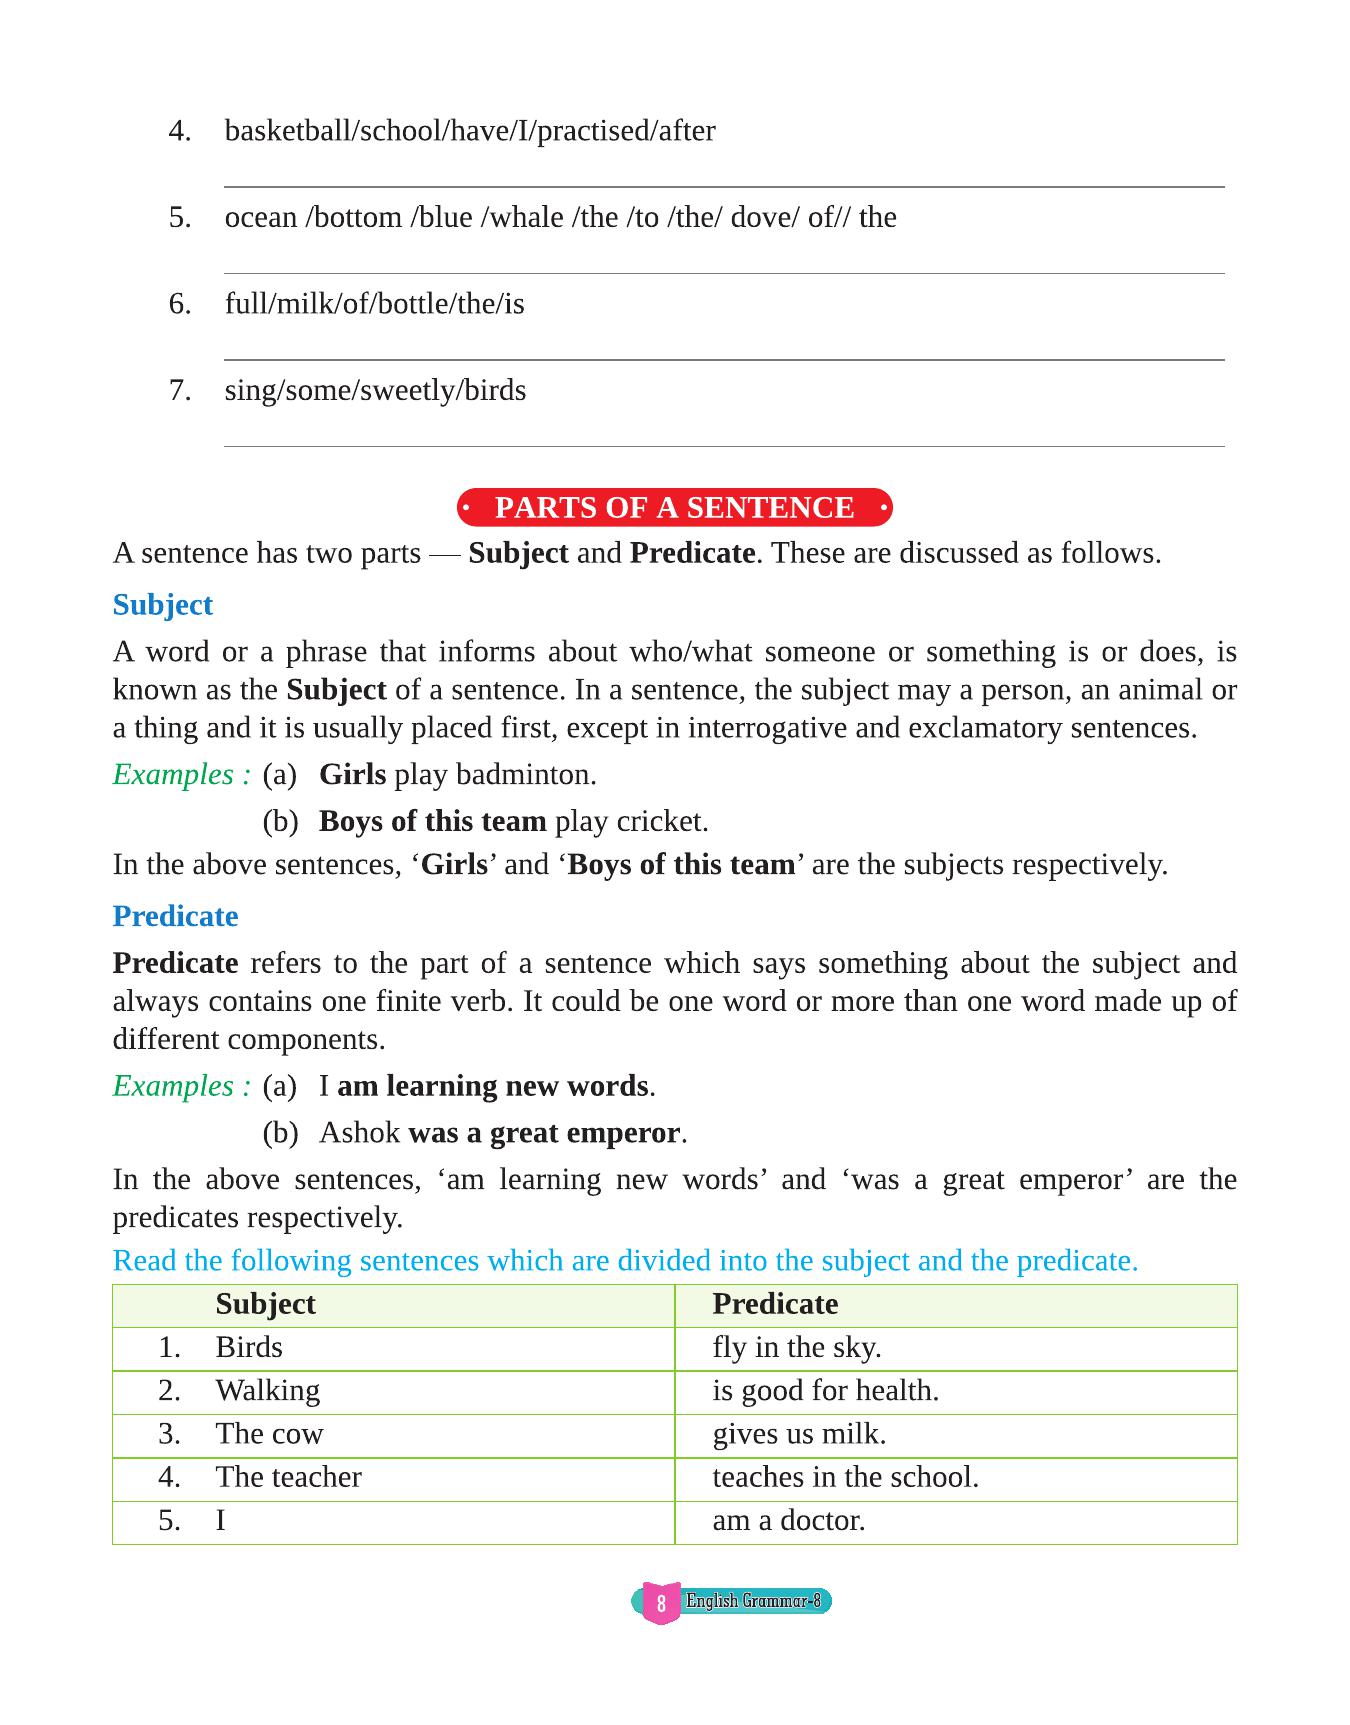 4. basketball/school/have/I/practised/after
5. ocean /bottom /blue /whale /the /to /the/ dove/ of// the
6. full/milk/of/bottle/the/is
7. sing/some/sweetly/birds
• PARTS OF A SENTENCE •
A sentence has two parts — Subject and Predicate. These are discussed as follows.
Subject
A word or a phrase that informs about who/what someone or something is or does, is
known as the Subject of a sentence. In a sentence, the subject may a person, an animal or
a thing and it is usually placed first, except in interrogative and exclamatory sentences.
Examples : (a) Girls play badminton.
(b) Boys of this team play cricket.
In the above sentences, ‘Girls’ and ‘Boys of this team’ are the subjects respectively.
Predicate
Predicate refers to the part of a sentence which says something about the subject and
always contains one finite verb. It could be one word or more than one word made up of
different components.
Examples : (a) I am learning new words.
(b) Ashok was a great emperor.
In the above sentences, ‘am learning new words’ and ‘was a great emperor’ are the
predicates respectively.
Read the following sentences which are divided into the subject and the predicate.
Subject Predicate
1. Birds fly in the sky.
2. Walking is good for health.
3. The cow gives us milk.
4. The teacher teaches in the school.
5. I am a doctor.
8 English Grammar-8